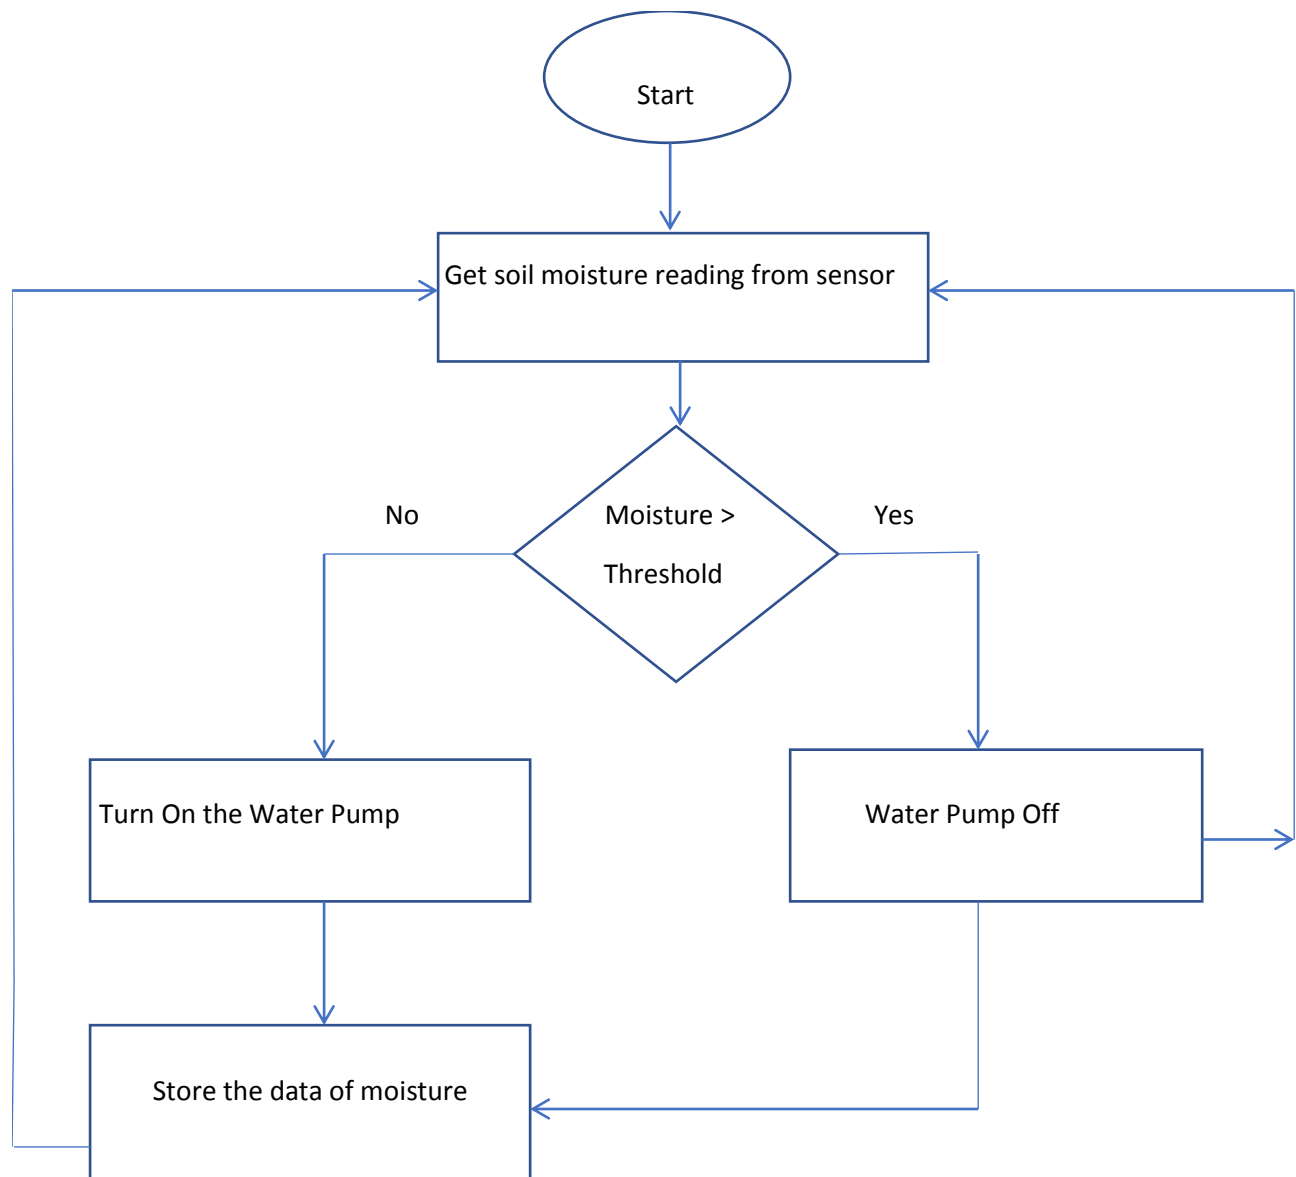 Start
Get soil moisture reading from sensor
No
Moisture >
Threshold
Yes
Turn On the Water Pump
Water Pump Off
Store the data of moisture